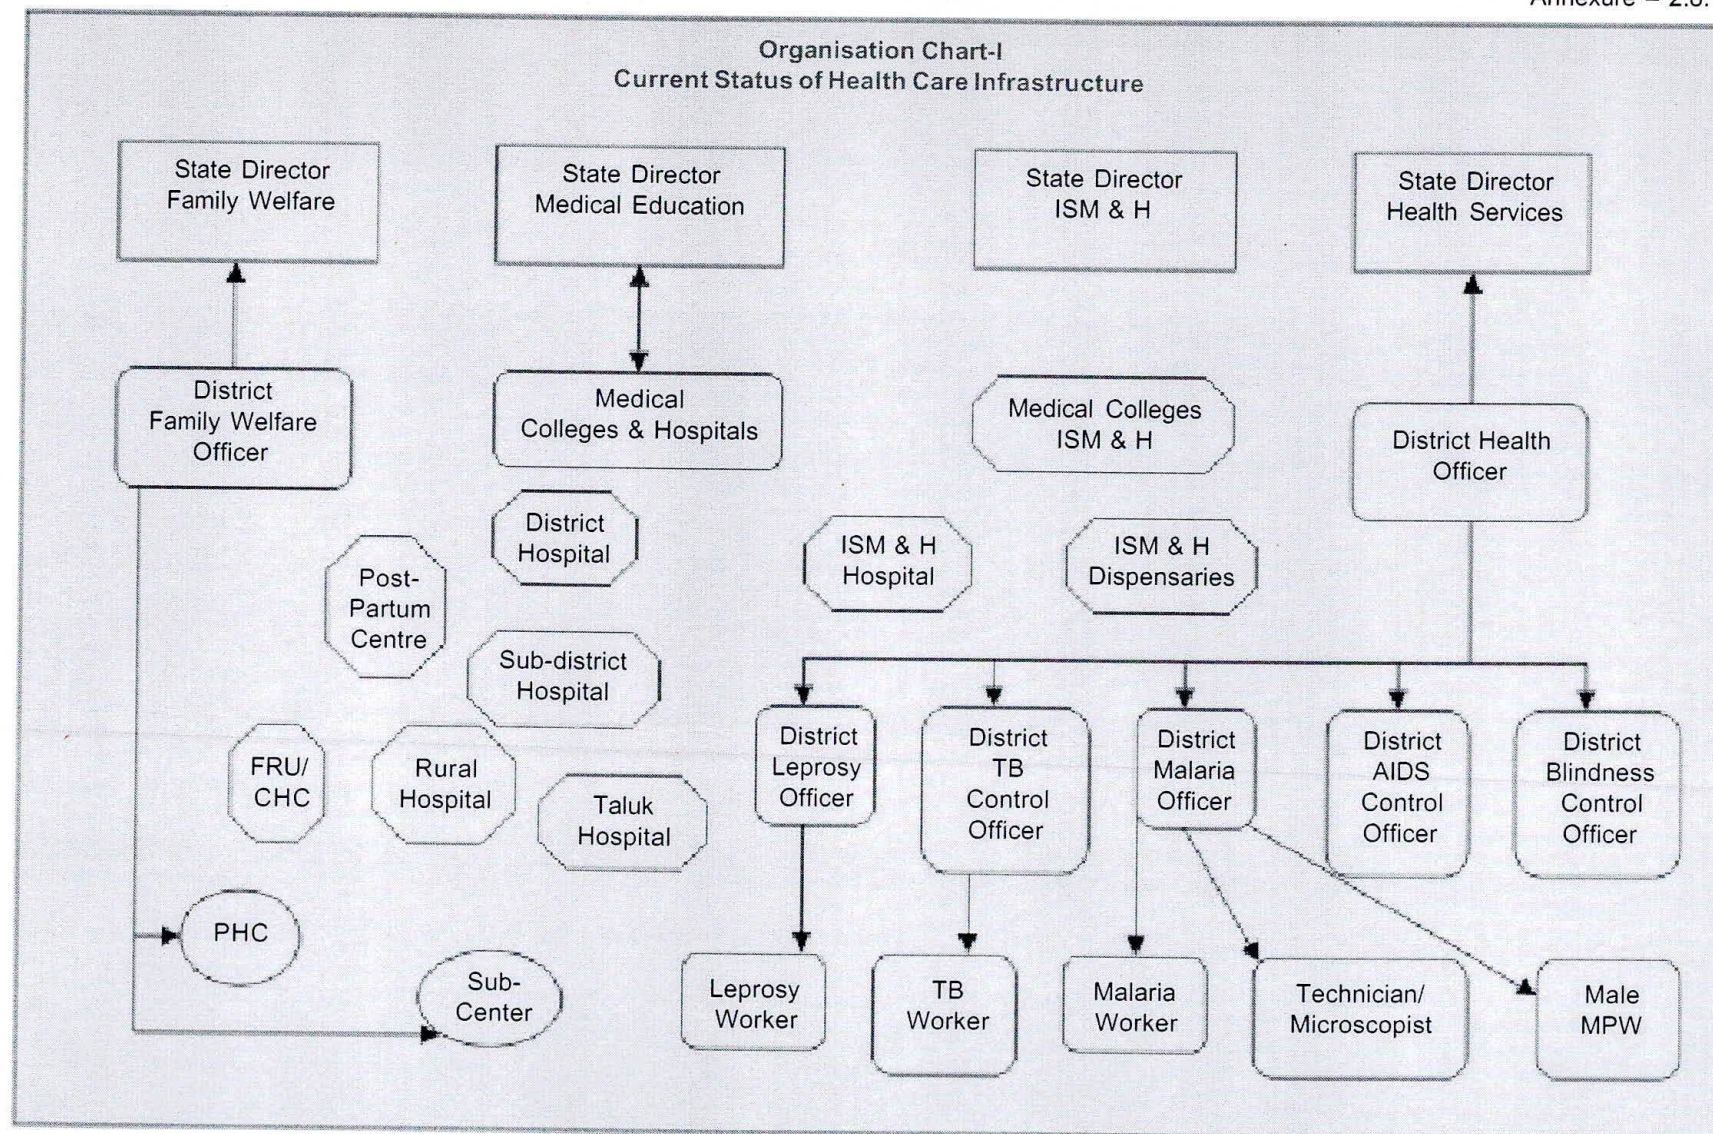 Annexure – 2.8.
Organisation Chart-I
Current Status of Health Care Infrastructure
State Director
Family Welfare
State Director
Medical Education
State Director
ISM & H
State Director
Health Services
District
Family Welfare
Officer
Medical
Colleges & Hospitals
Medical Colleges
ISM & H
District Health
Officer
District
Hospital
ISM & H
Hospital
ISM & H
Dispensaries
Post-
Partum
Centre
Sub-district
Hospital
FRU/
CHC
Rural
Hospital
Taluk
Hospital
District
Leprosy
Officer
District
TB
Control
Officer
District
Malaria
Officer
District
AIDS
Control
Officer
District
Blindness
Control
Officer
PHC
Sub-
Center
Leprosy
Worker
TB
Worker
Malaria
Worker
Technician/
Microscopist
Male
MPW